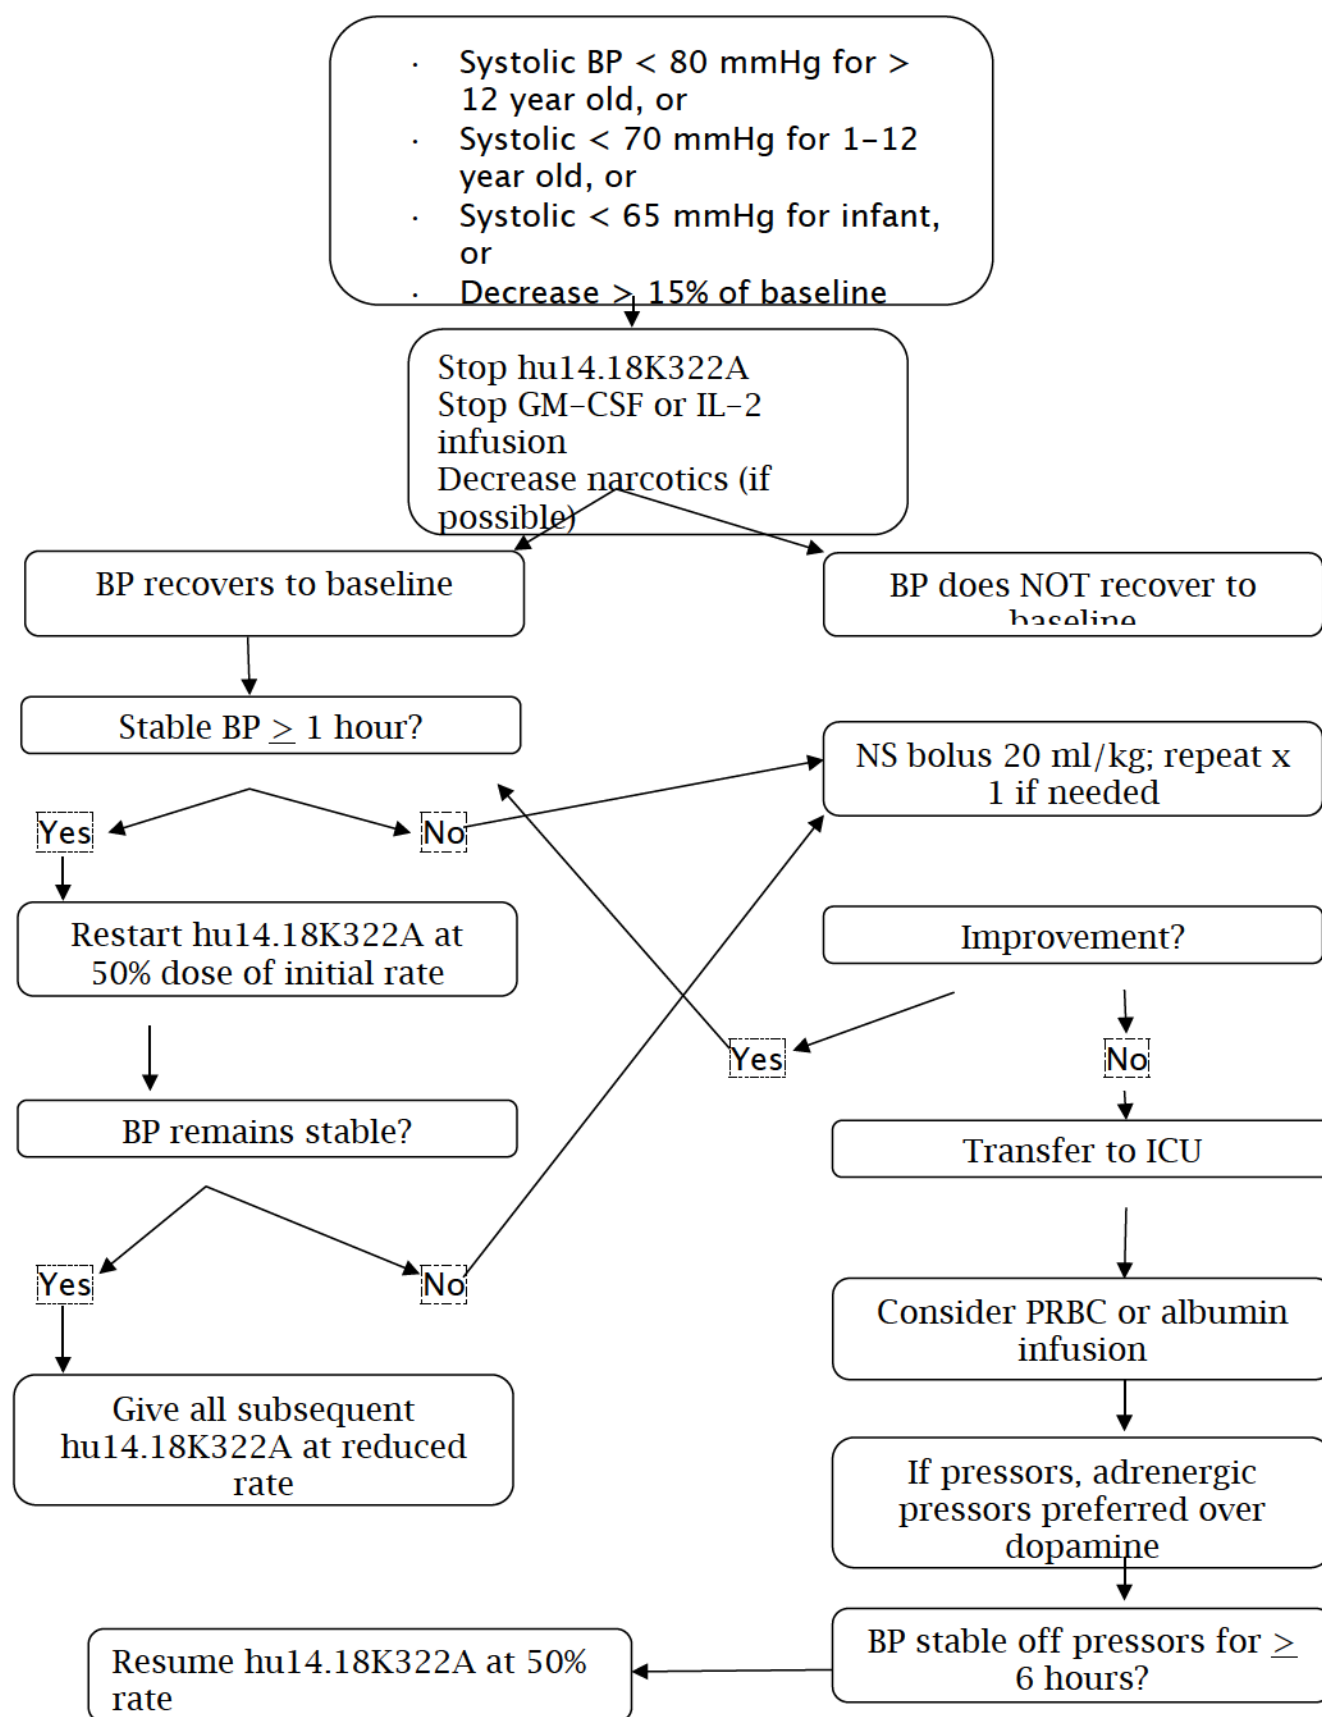 · Systolic BP < 80 mmHg for >
12 year old, or
· Systolic < 70 mmHg for 1–12
year old, or
· Systolic < 65 mmHg for infant,
or
· Decrease > 15% of baseline
Stop hu14.18K322A
Stop GM–CSF or IL–2
infusion
Decrease narcotics (if
possible)
BP recovers to baseline
BP does NOT recover to
baseline
Stable BP ≥ 1 hour?
NS bolus 20 ml/kg; repeat x
1 if needed
Yes
No
Restart hu14.18K322A at
50% dose of initial rate
Improvement?
Yes
No
BP remains stable?
Transfer to ICU
Yes
No
Consider PRBC or albumin
infusion
Give all subsequent
hu14.18K322A at reduced
rate
If pressors, adrenergic
pressors preferred over
dopamine
BP stable off pressors for ≥
6 hours?
Resume hu14.18K322A at 50%
rate